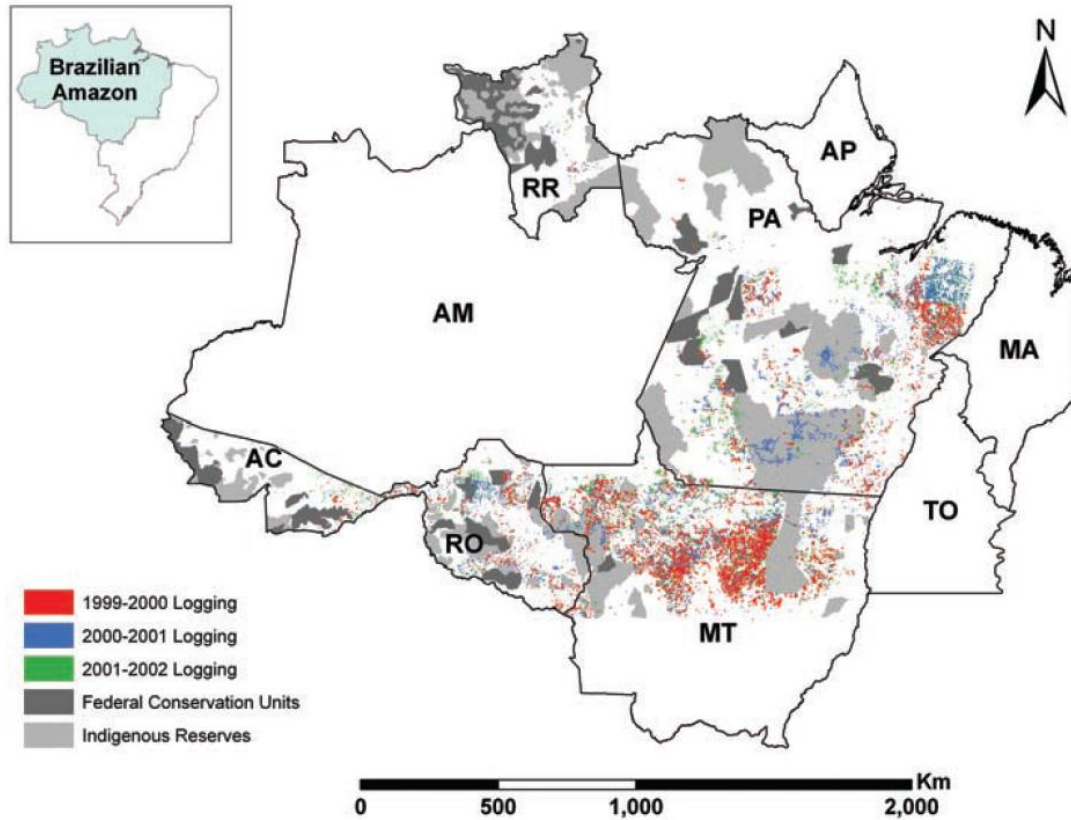 Brazilian
Amazon
N
AP
RR
PA
AM
MA
AC
TO
RO
MT
1999-2000 Logging
2000-2001 Logging
2001-2002 Logging
Federal Conservation Units
Indigenous Reserves
Km
0 500 1,000 2,000